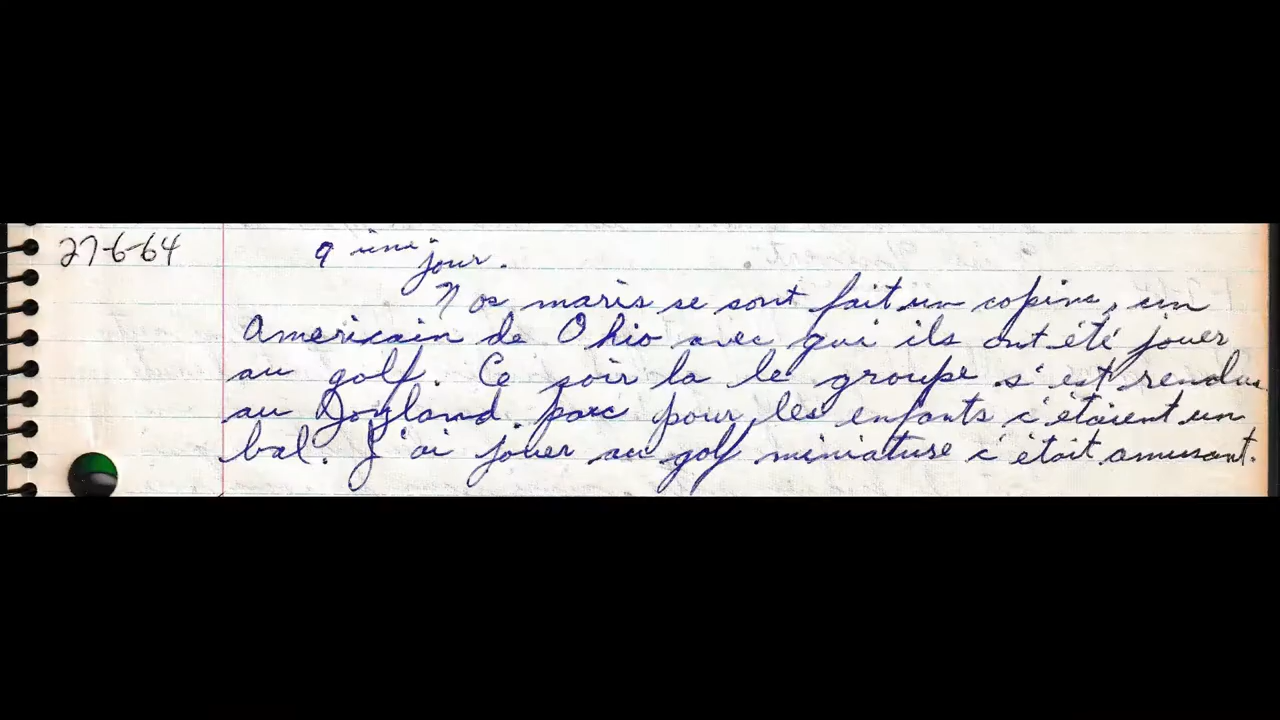 27-6-64
9 ième jour.
Nos maris se sont fait un copins, un
Americain de Ohio avec qui ils ont été jouer
au golf. Ce soir la le groupe s'est rendu
au Joyland parc pour les enfants c'étaient un
bal. J'ai jouer au golf miniature c'était amusant.